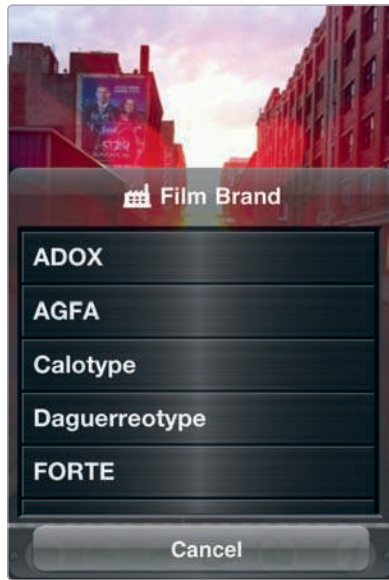 Film Brand
ADOX
AGFA
Calotype
Daguerreotype
FORTE
Cancel